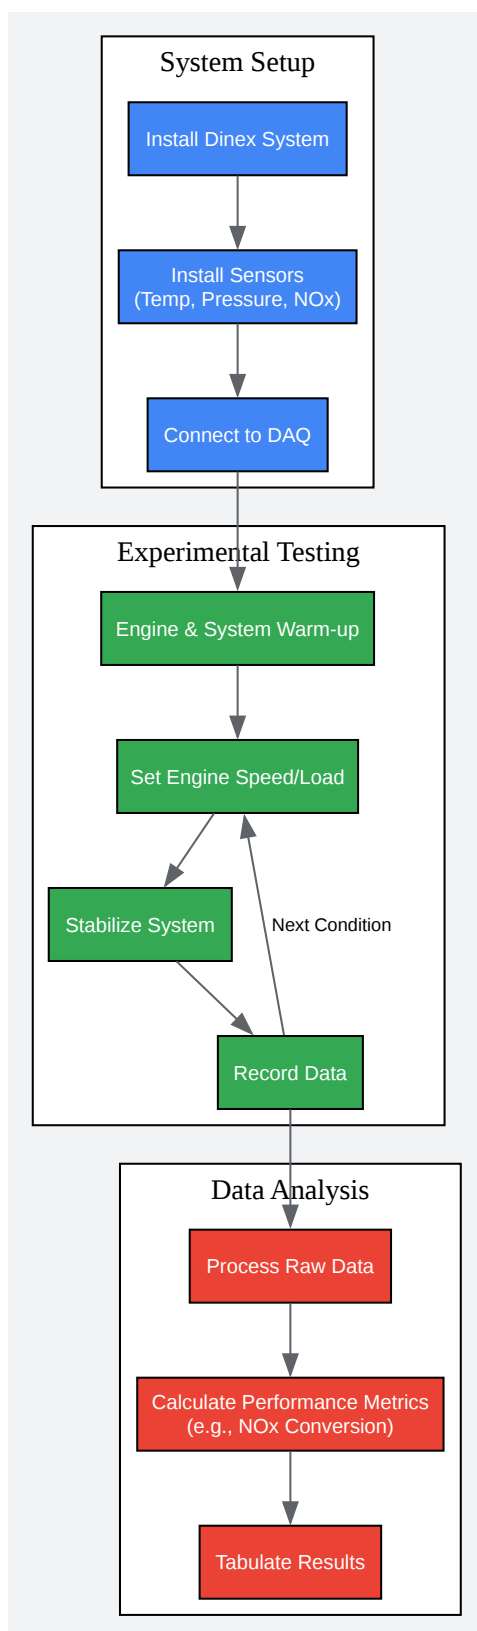 System Setup
Install Dinex System
Install Sensors
(Temp, Pressure, NOx)
Connect to DAQ
Experimental Testing
Engine & System Warm-up
Set Engine Speed/Load
Stabilize System
Next Condition
Record Data
Data Analysis
Process Raw Data
Calculate Performance Metrics
(e.g., NOx Conversion)
Tabulate Results